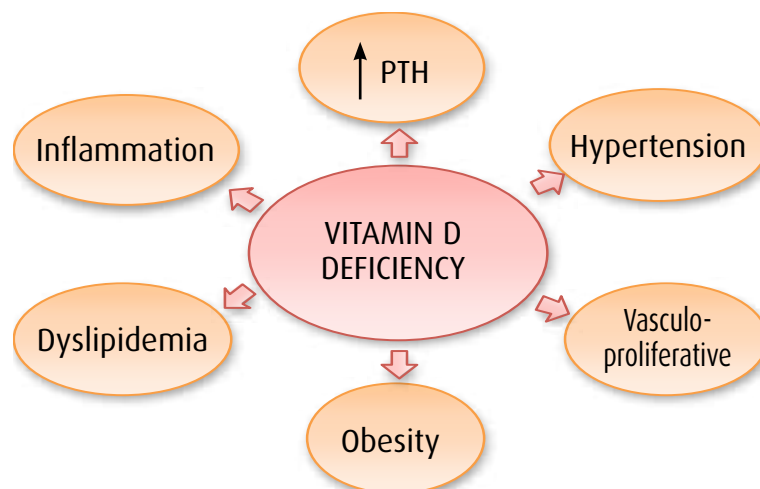 ↑ PTH
Inflammation
Hypertension
VITAMIN D
DEFICIENCY
Dyslipidemia
Vasculo-
proliferative
Obesity